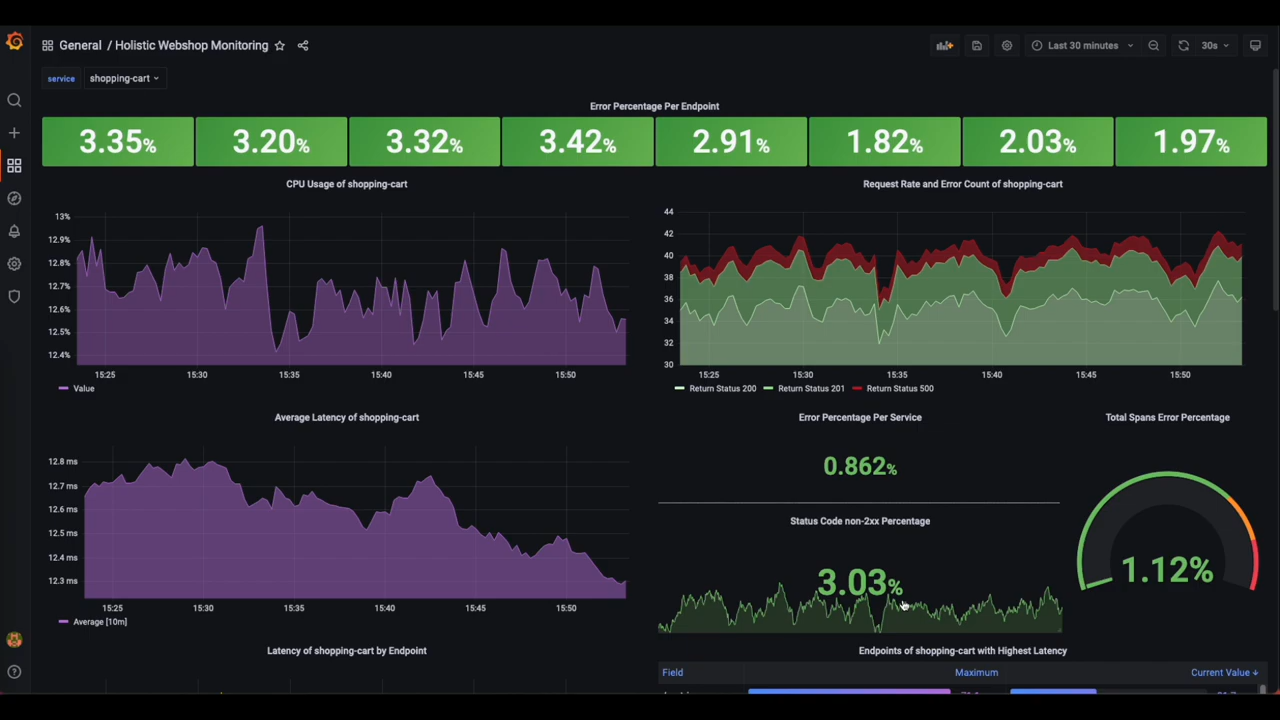 General / Holistic Webshop Monitoring
Last 30 minutes
30s
service
shopping-cart
Error Percentage Per Endpoint
3.35% 3.20% 3.32% 3.42% 2.91% 1.82% 2.03% 1.97%
CPU Usage of shopping-cart
13%
12.9%
12.8%
12.7%
12.6%
12.5%
12.4%
15:25 15:30 15:35 15:40 15:45 15:50
Value
Request Rate and Error Count of shopping-cart
44
42
40
38
36
34
32
30
15:25 15:30 15:35 15:40 15:45 15:50
Return Status 200 Return Status 201 Return Status 500
Average Latency of shopping-cart
12.8 ms
12.7 ms
12.6 ms
12.5 ms
12.4 ms
12.3 ms
15:25 15:30 15:35 15:40 15:45 15:50
Average [10m]
Error Percentage Per Service
0.862%
Status Code non-2xx Percentage
3.03%
Total Spans Error Percentage
1.12%
Latency of shopping-cart by Endpoint
Endpoints of shopping-cart with Highest Latency
Field Maximum Current Value